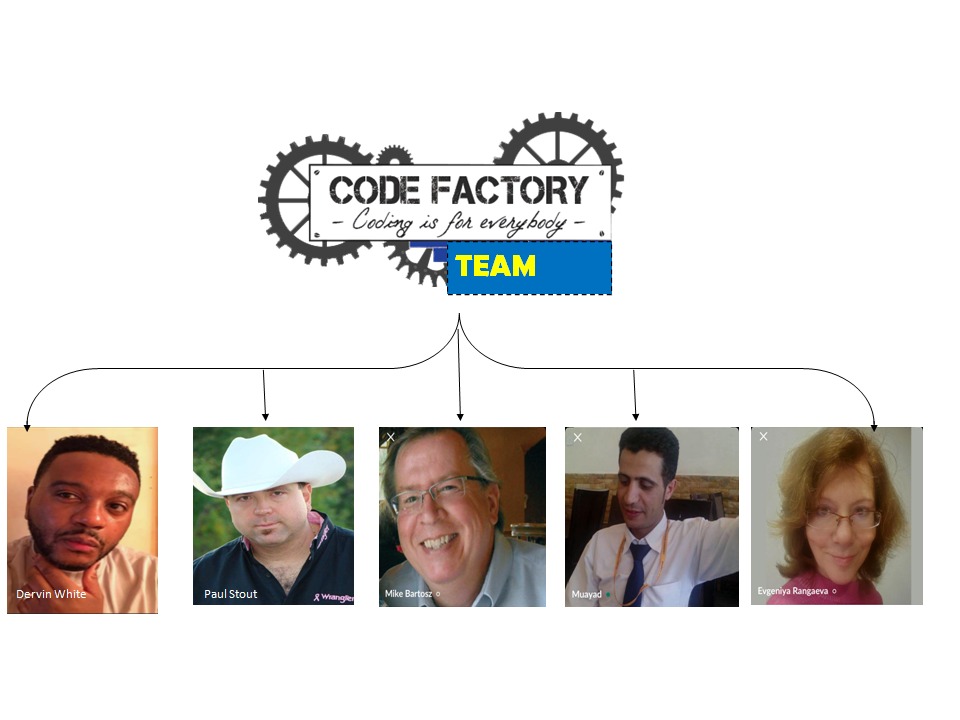 CODE FACTORY
- Coding is for everybody -
TEAM
Dervin White
Paul Stout
Wrangler
Mike Bartosz
Muayad
Evgeniya Rangaeva